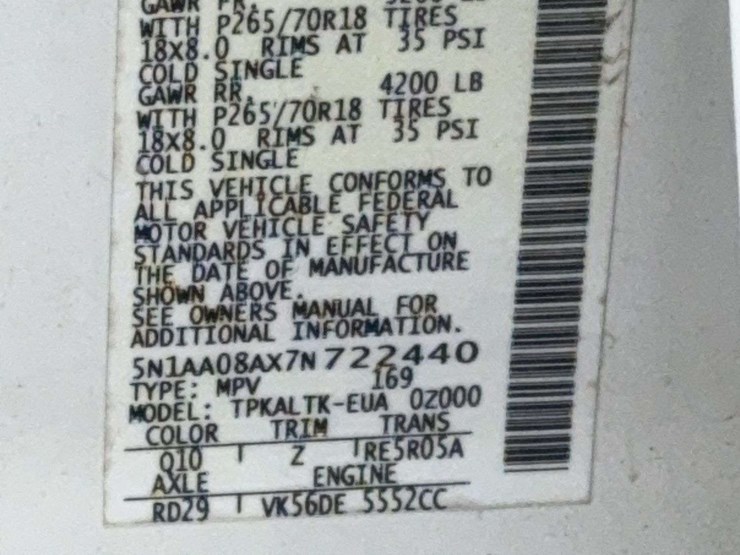 GAWR FR.
WITH P265/70R18 TIRES
18X8.0 RIMS AT 35 PSI
COLD SINGLE
GAWR RR. 4200 LB
WITH P265/70R18 TIRES
18X8.0 RIMS AT 35 PSI
COLD SINGLE
THIS VEHICLE CONFORMS TO
ALL APPLICABLE FEDERAL
MOTOR VEHICLE SAFETY
STANDARDS IN EFFECT ON
THE DATE OF MANUFACTURE
SHOWN ABOVE.
SEE OWNERS MANUAL FOR
ADDITIONAL INFORMATION.
5N1AA08AX7N722440
TYPE: MPV 169
MODEL: TPKALTK-EUA 0Z000
COLOR TRIM TRANS
Q10 Z RE5R05A
AXLE ENGINE
RD29 VK56DE 5552CC